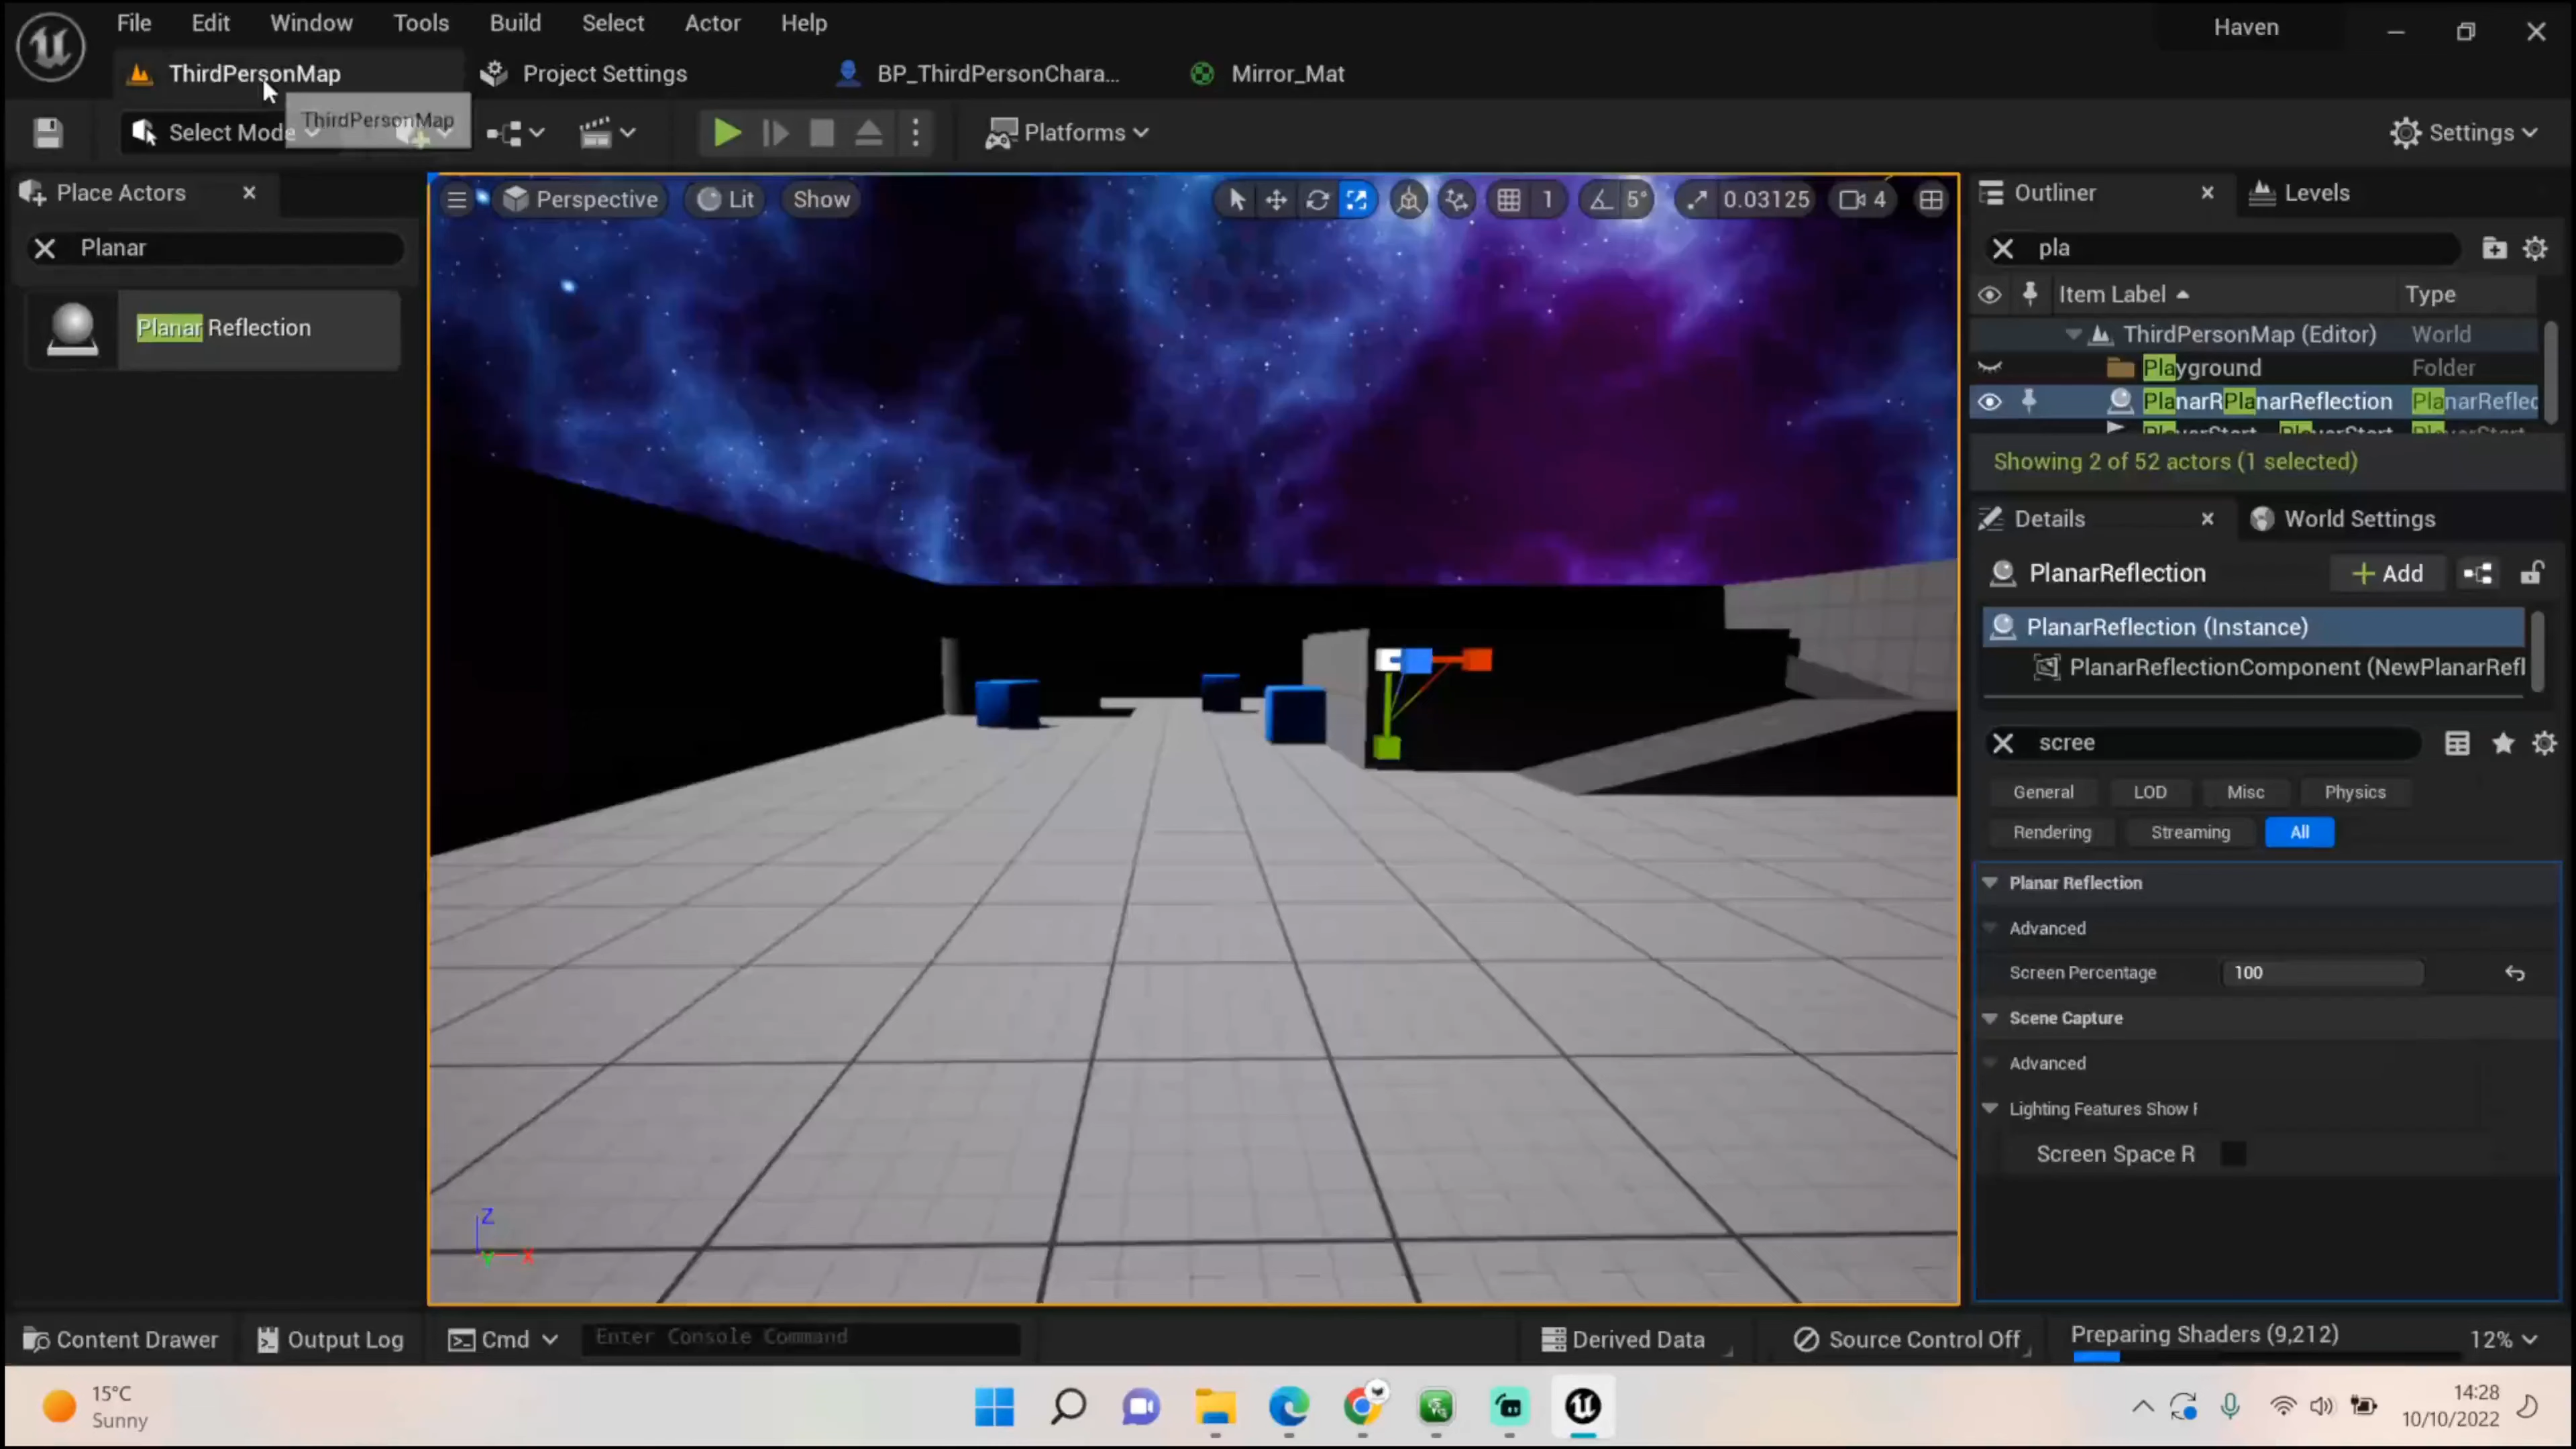 File Edit Window Tools Build Select Actor Help Haven
ThirdPersonMap Project Settings BP_ThirdPersonChara... Mirror_Mat
Select Mode ThirdPersonMap Platforms Settings
Place Actors
Planar
Planar Reflection
Perspective Lit Show 1 5° 0.03125 4
Outliner Levels
pla
Item Label Type
ThirdPersonMap (Editor) World
Playground Folder
PlanarRPlanarReflection PlanarReflec
PlayerStart PlayerStart PlayerStart
Showing 2 of 52 actors (1 selected)
Details World Settings
PlanarReflection Add
PlanarReflection (Instance)
PlanarReflectionComponent (NewPlanarRefl
scree
General LOD Misc Physics
Rendering Streaming All
Planar Reflection
Advanced
Screen Percentage 100
Scene Capture
Advanced
Lighting Features Show F
Screen Space R
Z
Y X
Content Drawer Output Log Cmd Enter Console Command Derived Data Source Control Off Preparing Shaders (9,212) 12%
15°C
Sunny
14:28
10/10/2022